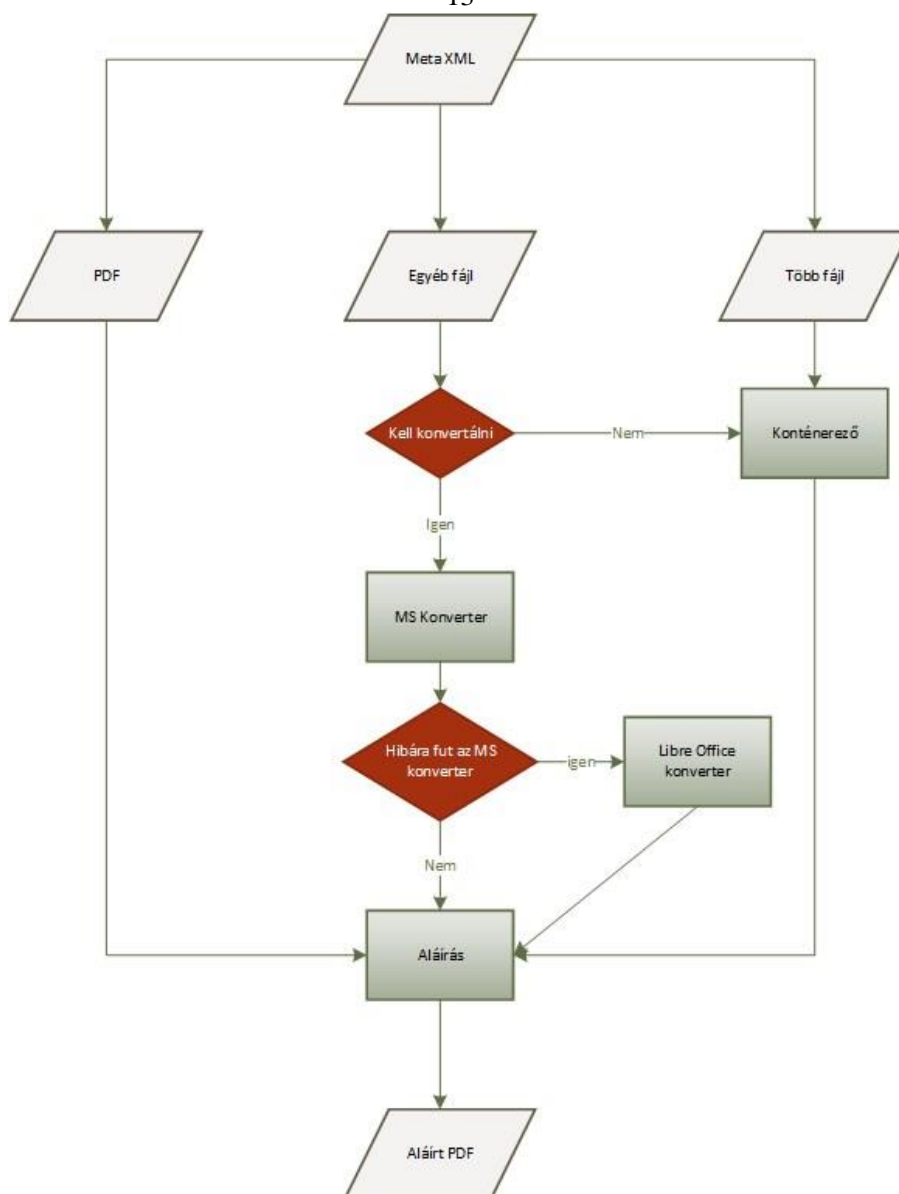 Meta XML
PDF
Egyéb fájl
Több fájl
Kell konvertálni
Nem
Konténerező
Igen
MS Konverter
Hibára fut az MS
konverter
igen
Libre Office
konverter
Nem
Aláírás
Aláírt PDF